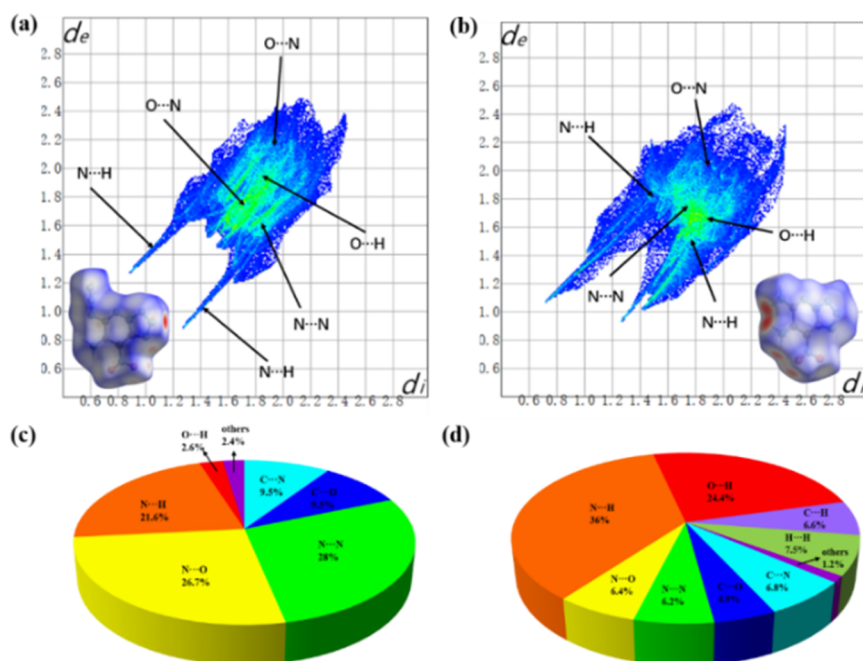 (a)
de
2.8
2.6
2.4
2.2
2.0
1.8
1.6
1.4
1.2
1.0
0.8
0.6
0.6 0.8 1.0 1.2 1.4 1.6 1.8 2.0 2.2 2.4 2.6 2.8
di
O···N
O···N
N···H
O···H
N···N
N···H
(b)
de
2.8
2.6
2.4
2.2
2.0
1.8
1.6
1.4
1.2
1.0
0.8
0.6
0.6 0.8 1.0 1.2 1.4 1.6 1.8 2.0 2.2 2.4 2.6 2.8
O···N
N···H
O···H
N···N
N···H
(c)
O···H
2.6%
others
2.4%
C···N
9.5%
C···O
N···H
21.6%
N···N
28%
N···O
26.7%
(d)
O···H
24.4%
N···H
36%
C···H
6.6%
H···H
7.5%
others
1.2%
C···N
6.8%
C···O
N···N
6.2%
N···O
6.4%